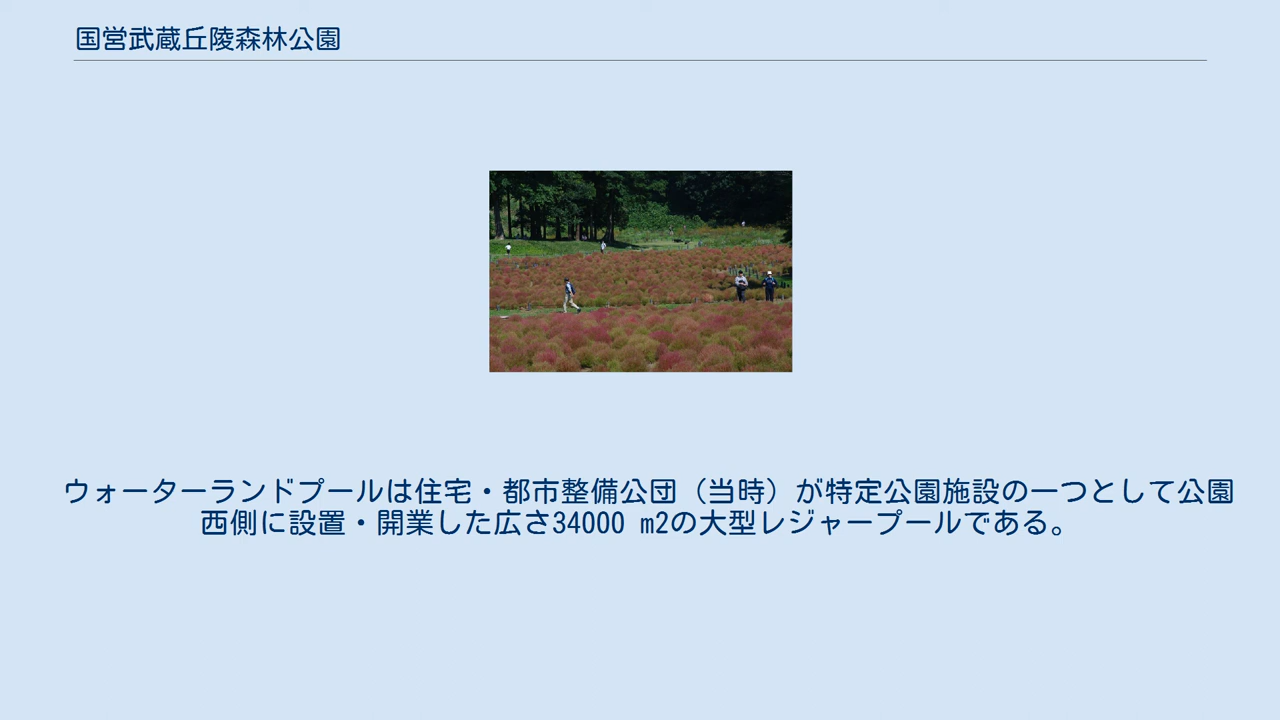 国営武蔵丘陵森林公園
ウォーターランドプールは住宅・都市整備公団（当時）が特定公園施設の一つとして公園
西側に設置・開業した広さ34000 m2の大型レジャープールである。